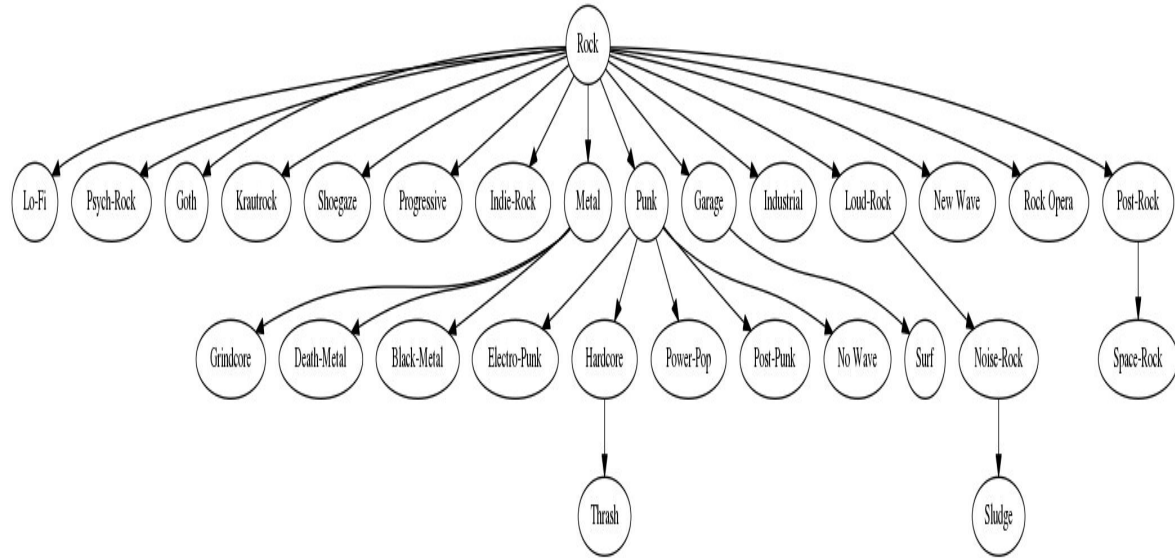 Rock
Lo-Fi
Psych-Rock
Goth
Krautrock
Shoegaze
Progressive
Indie-Rock
Metal
Punk
Garage
Industrial
Loud-Rock
New Wave
Rock Opera
Post-Rock
Grindcore
Death-Metal
Black-Metal
Electro-Punk
Hardcore
Power-Pop
Post-Punk
No Wave
Surf
Noise-Rock
Space-Rock
Thrash
Sludge